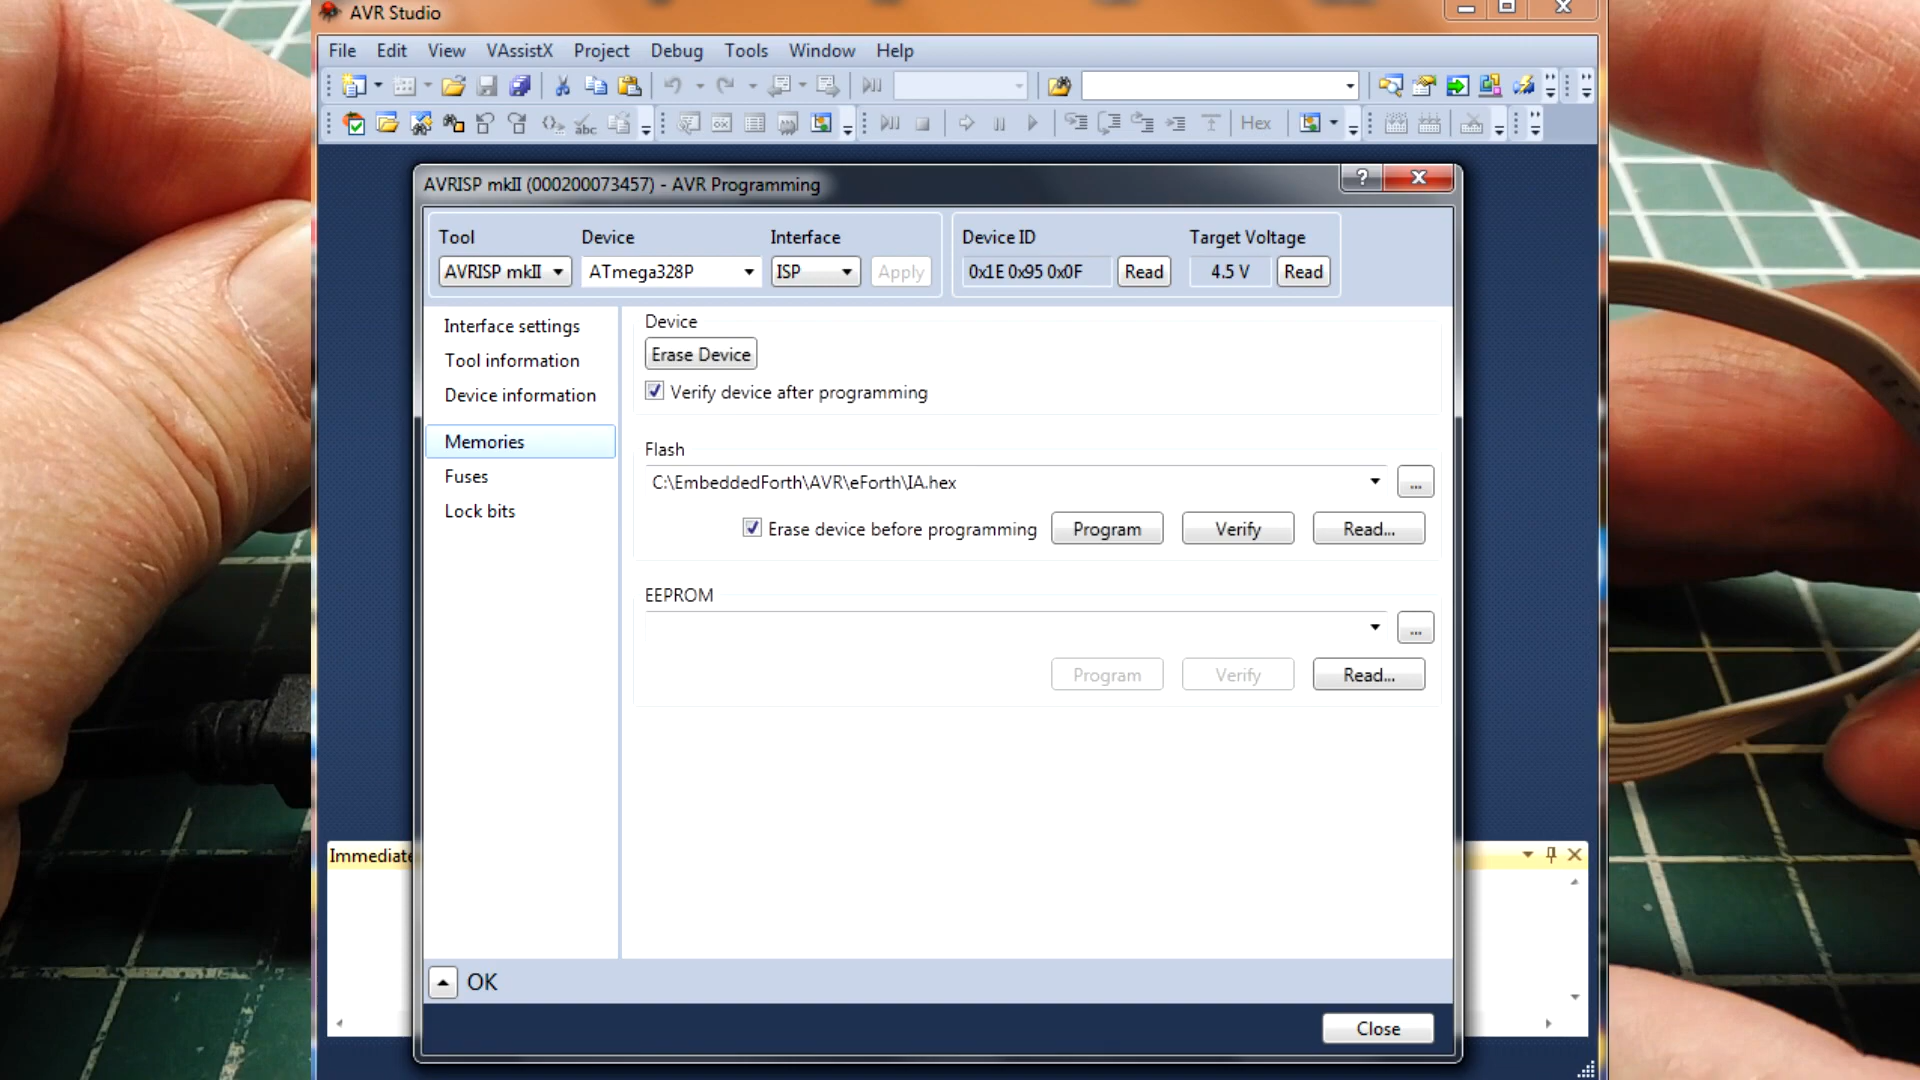 AVR Studio
File Edit View VAssistX Project Debug Tools Window Help
abc Hex
AVRISP mkII (000200073457) - AVR Programming
Tool Device Interface Device ID Target Voltage
AVRISP mkII ATmega328P ISP Apply 0x1E 0x95 0x0F Read 4.5 V Read
Interface settings
Tool information
Device information
Memories
Fuses
Lock bits
Device
Erase Device
Verify device after programming
Flash
C:\EmbeddedForth\AVR\eForth\IA.hex ...
Erase device before programming Program Verify Read...
EEPROM
...
Program Verify Read...
Immediate
OK
Close